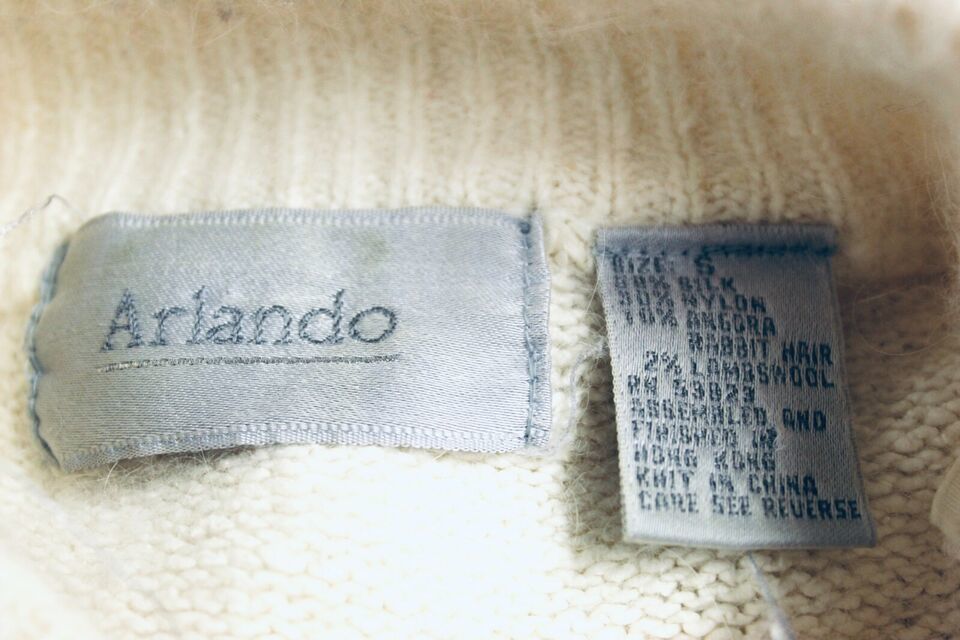 Arlando
SIZE: S
SILK
NYLON
ANGORA
RABBIT HAIR
2% LAMBSWOOL
RN
ASSEMBLED AND
FINISHED IN
HONG KONG
KNIT IN CHINA
CARE SEE REVERSE